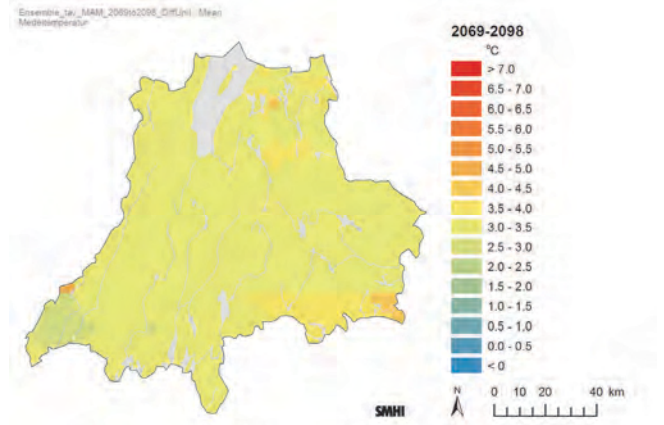 Ensemble_tav_MAM_2069to2098_DiffUni : Mean
Medeltemperatur
2069-2098
°C
> 7.0
6.5 - 7.0
6.0 - 6.5
5.5 - 6.0
5.0 - 5.5
4.5 - 5.0
4.0 - 4.5
3.5 - 4.0
3.0 - 3.5
2.5 - 3.0
2.0 - 2.5
1.5 - 2.0
1.0 - 1.5
0.5 - 1.0
0.0 - 0.5
< 0
N
0 10 20 40 km
SMHI